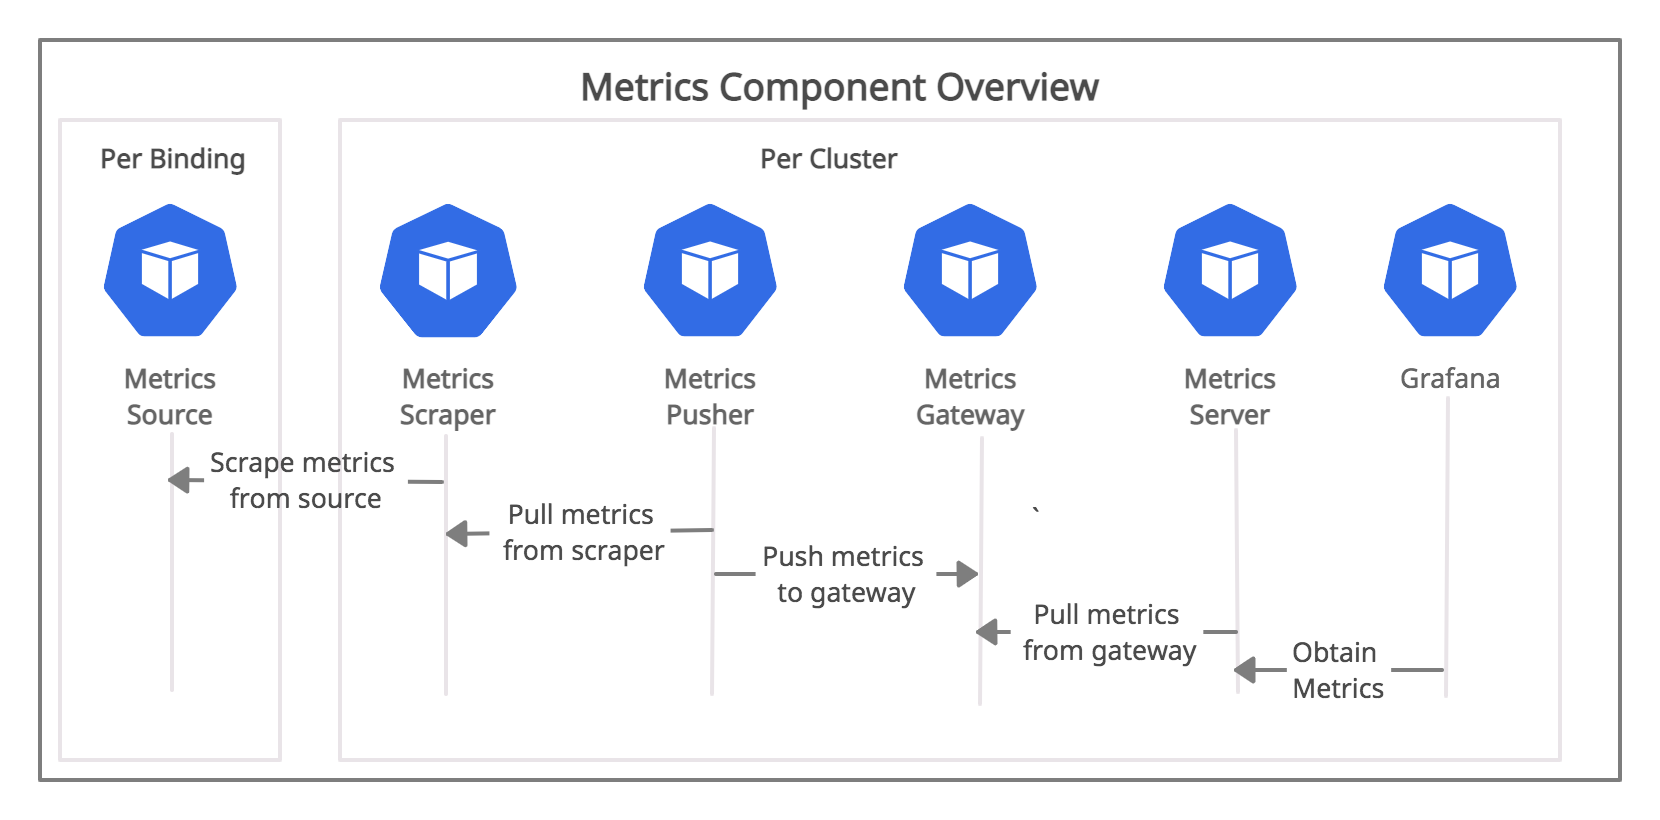 Metrics Component Overview
Per Binding
Per Cluster
Metrics
Source
Metrics
Scraper
Metrics
Pusher
Metrics
Gateway
Metrics
Server
Grafana
Scrape metrics
from source
Pull metrics
from scraper
`
Push metrics
to gateway
Pull metrics
from gateway
Obtain
Metrics